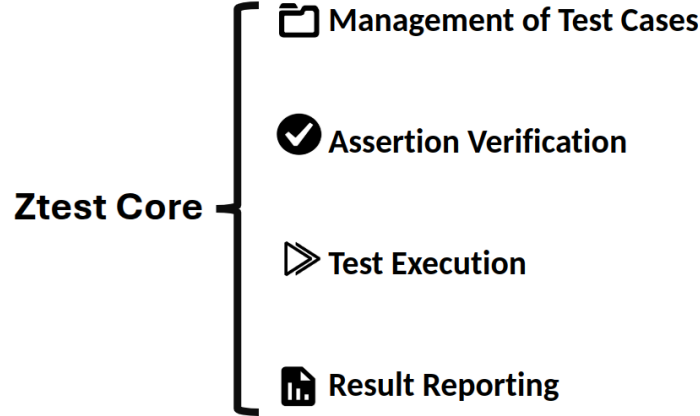 Management of Test Cases
Assertion Verification
Ztest Core
Test Execution
Result Reporting